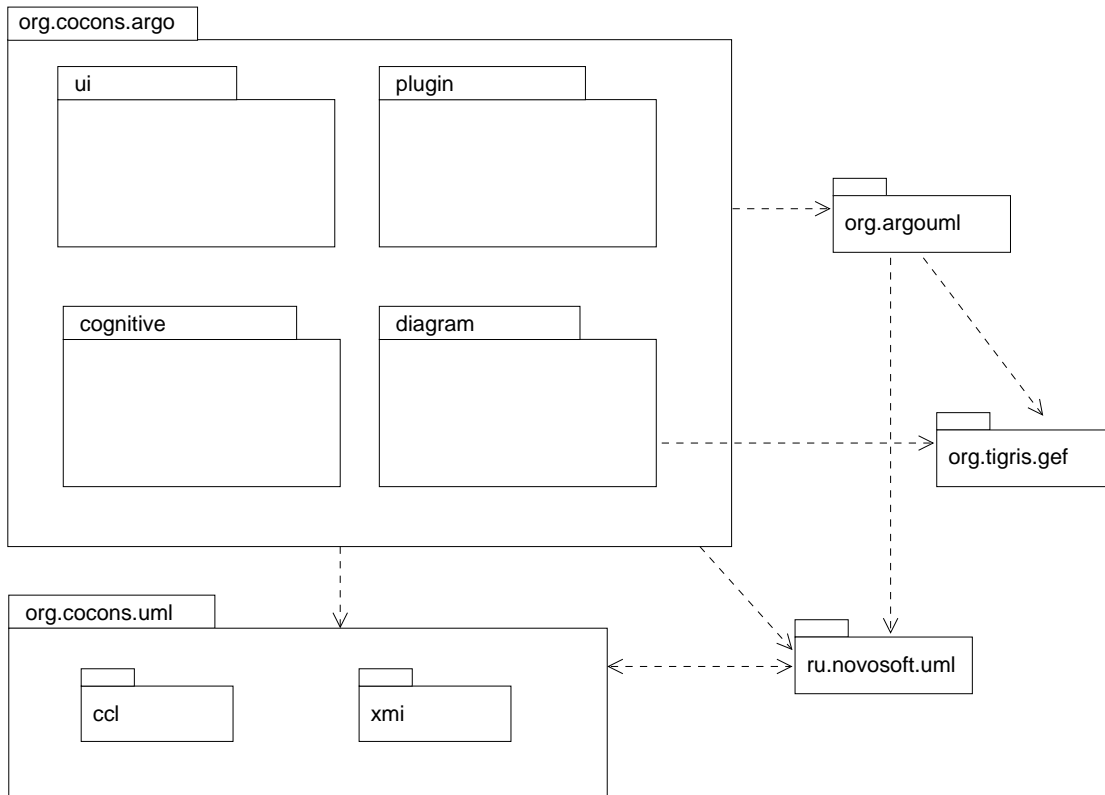 org.cocons.argo
ui
plugin
org.argouml
cognitive
diagram
org.tigris.gef
org.cocons.uml
ru.novosoft.uml
ccl
xmi